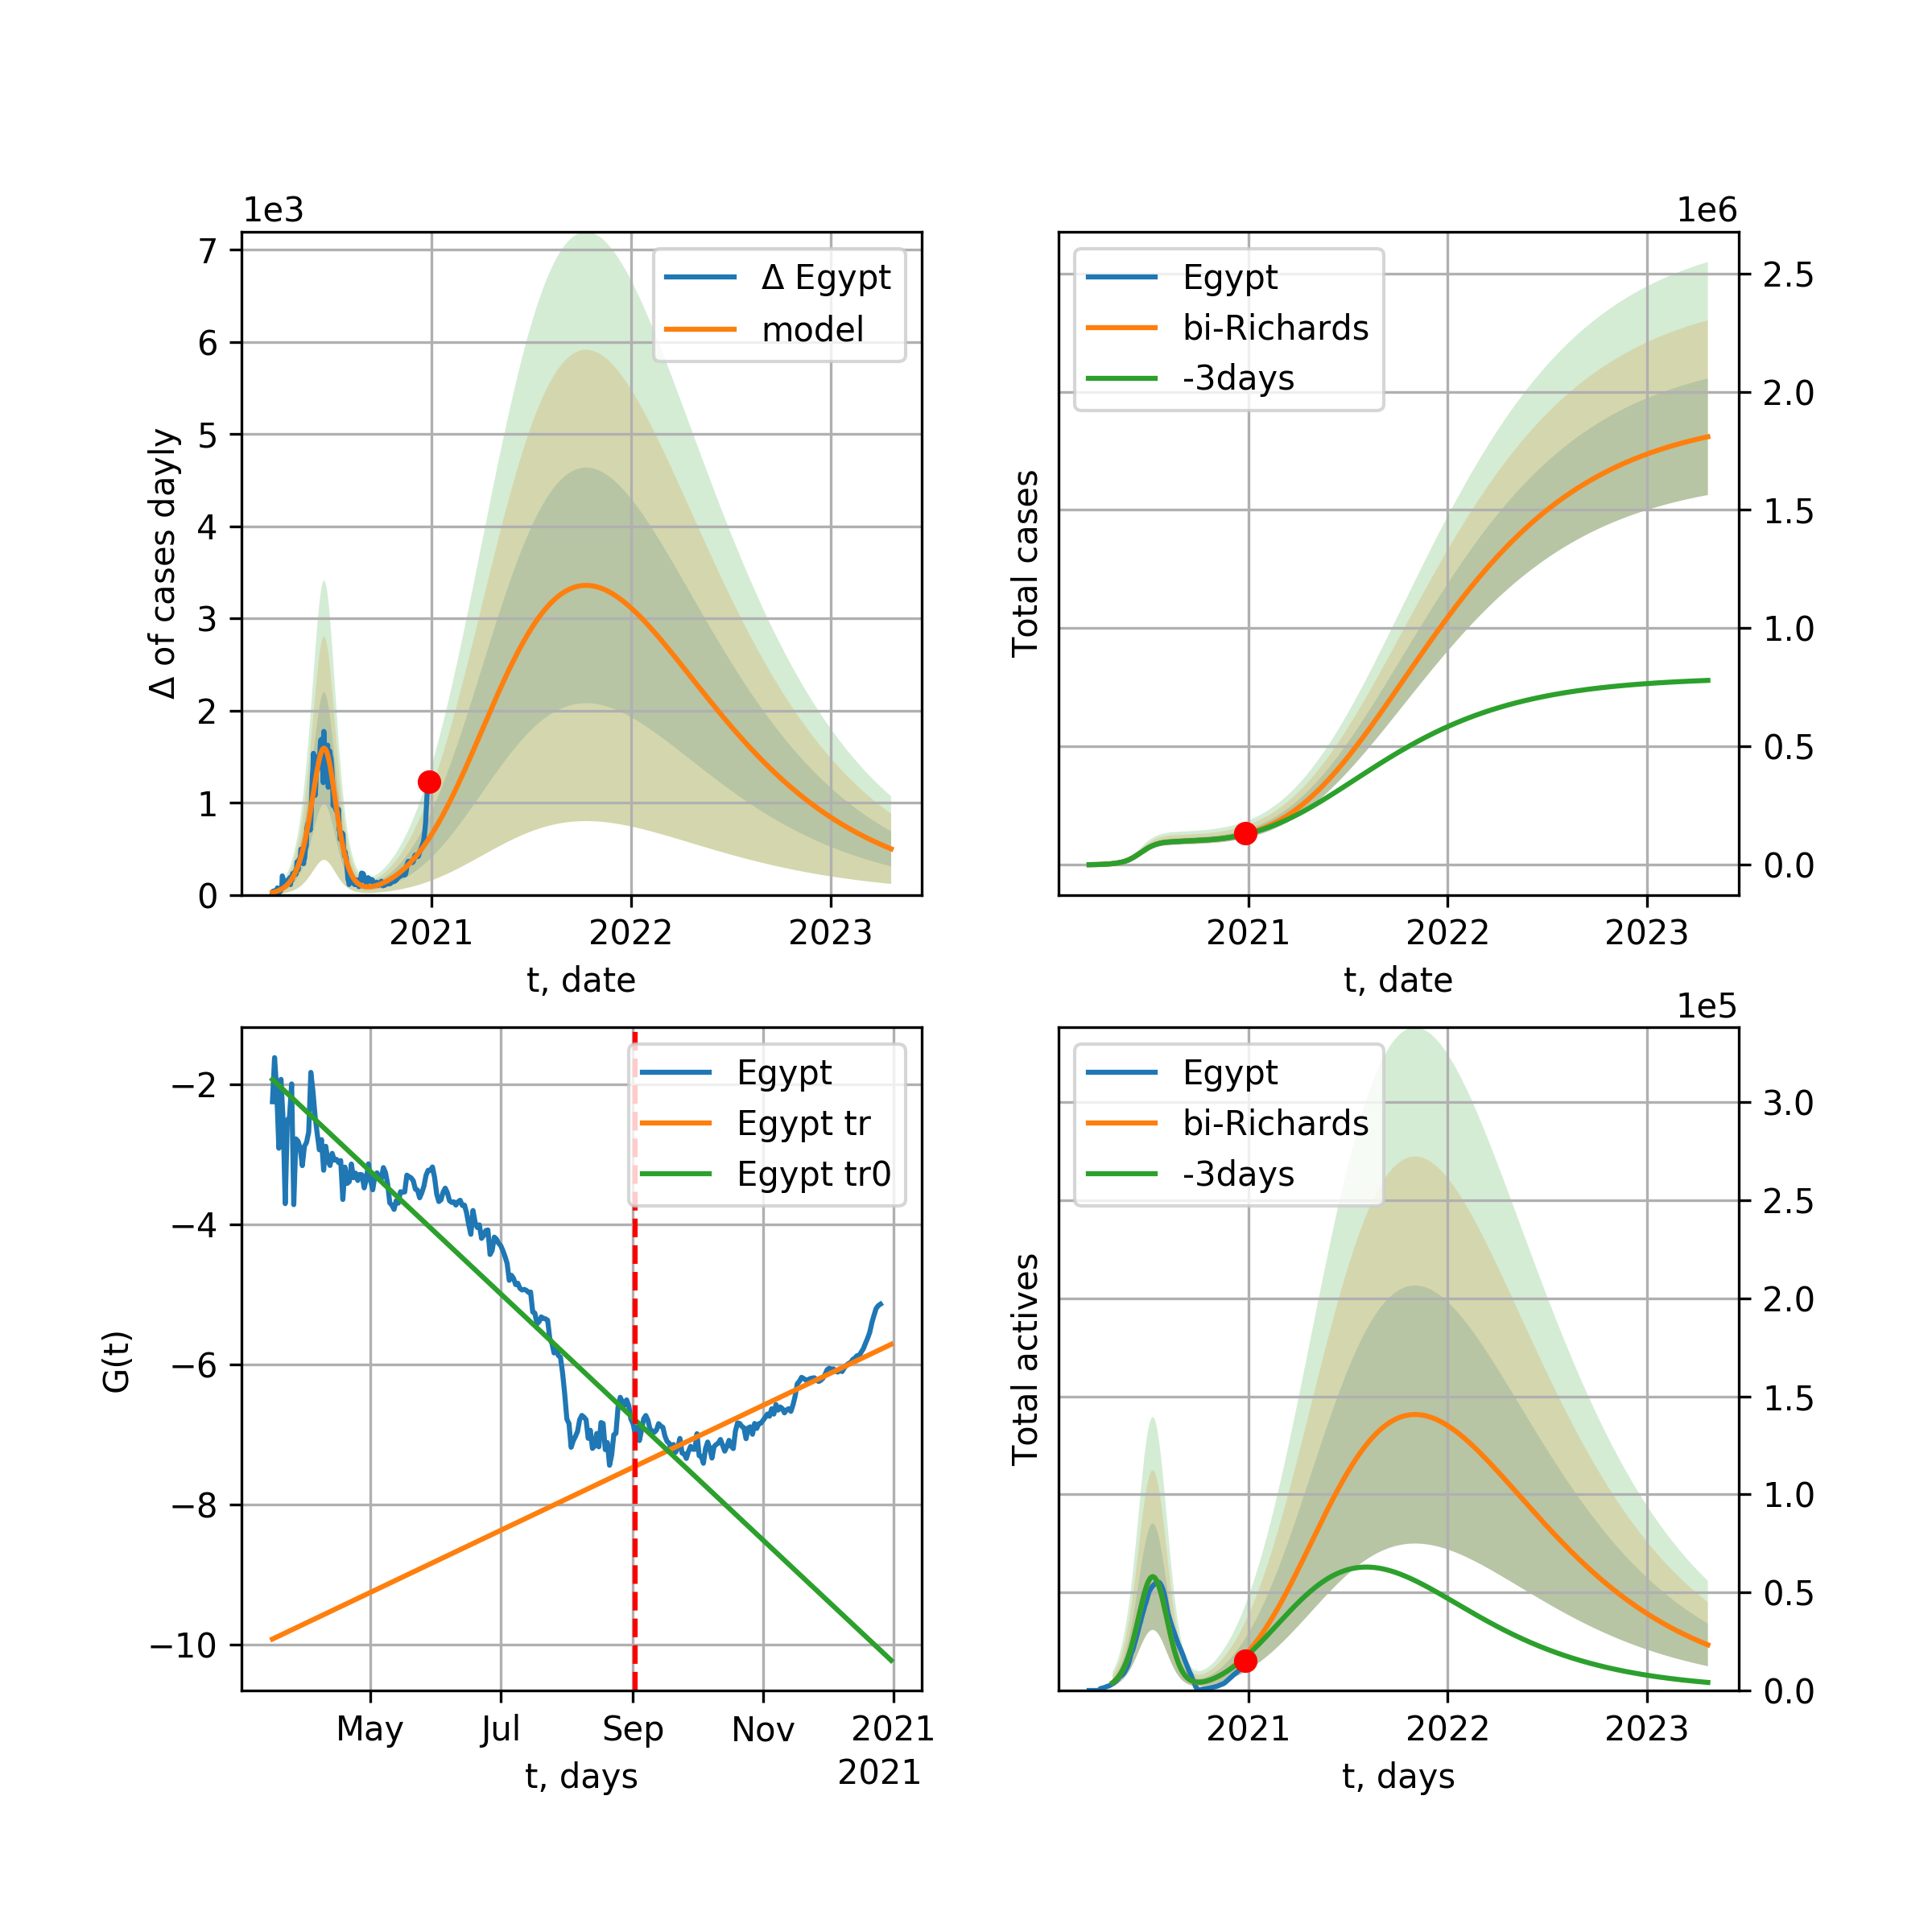 1e3
7
6
5
4
3
2
1
0
Δ of cases dayly
Δ Egypt
model
2021 2022 2023
t, date
1e6
Egypt
bi-Richards
-3days
Total cases
2.5
2.0
1.5
1.0
0.5
0.0
2021 2022 2023
t, date
−2
−4
−6
−8
−10
G(t)
Egypt
Egypt tr
Egypt tr0
May Jul Sep Nov 2021
2021
t, days
1e5
Egypt
bi-Richards
-3days
Total actives
3.0
2.5
2.0
1.5
1.0
0.5
0.0
2021 2022 2023
t, days